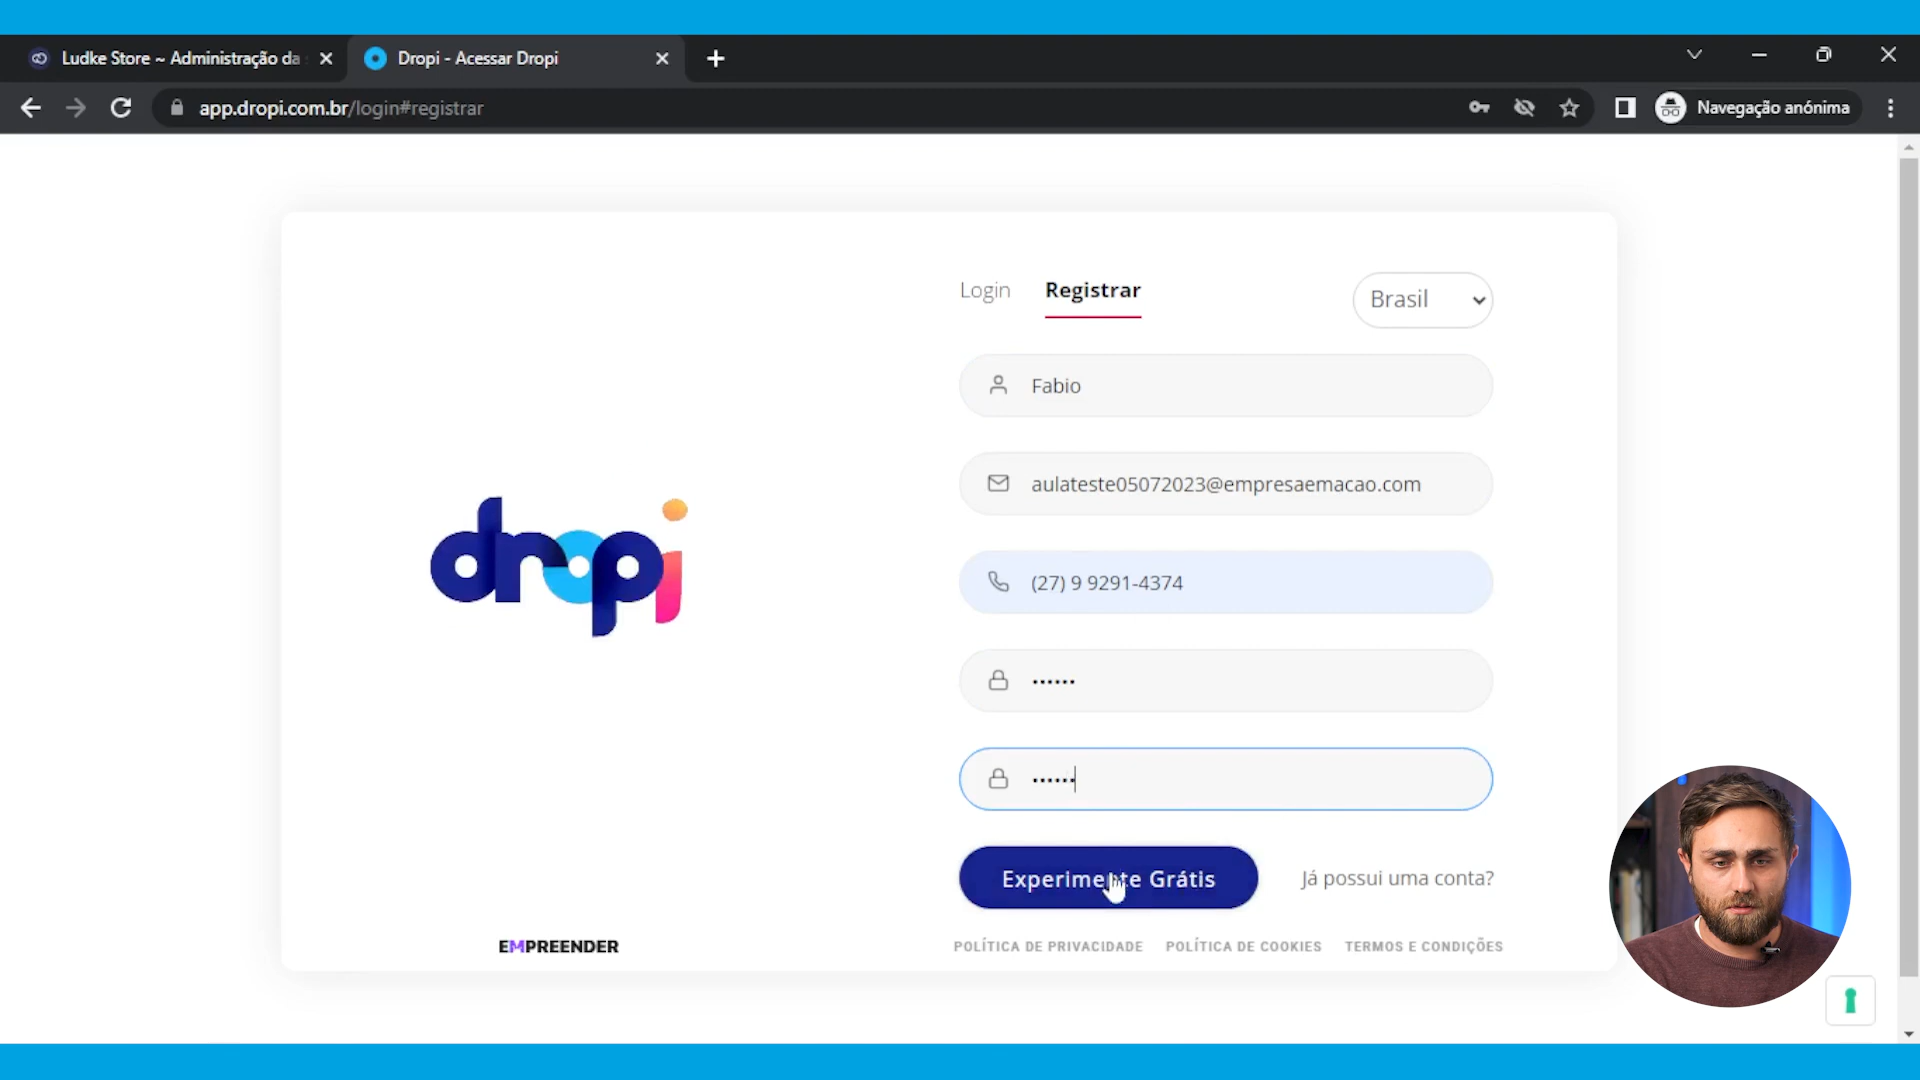 Ludke Store ~ Administração da
Dropi - Acessar Dropi
app.dropi.com.br/login#registrar
Navegação anónima
Login
Registrar
Brasil
Fabio
aulateste05072023@empresaemacao.com
(27) 9 9291-4374
••••••
••••••
dropi
Experimente Grátis
Já possui uma conta?
EMPREENDER
POLÍTICA DE PRIVACIDADE
POLÍTICA DE COOKIES
TERMOS E CONDIÇÕES